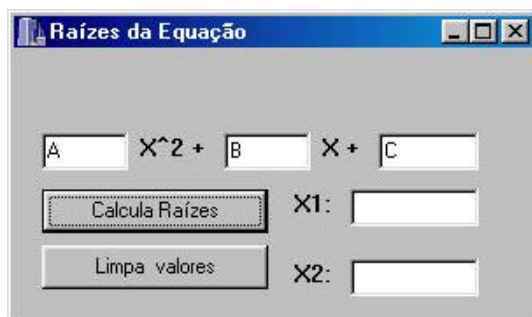 Raízes da Equação
A X^2 + B X + C
Calcula Raízes X1:
Limpa valores X2: